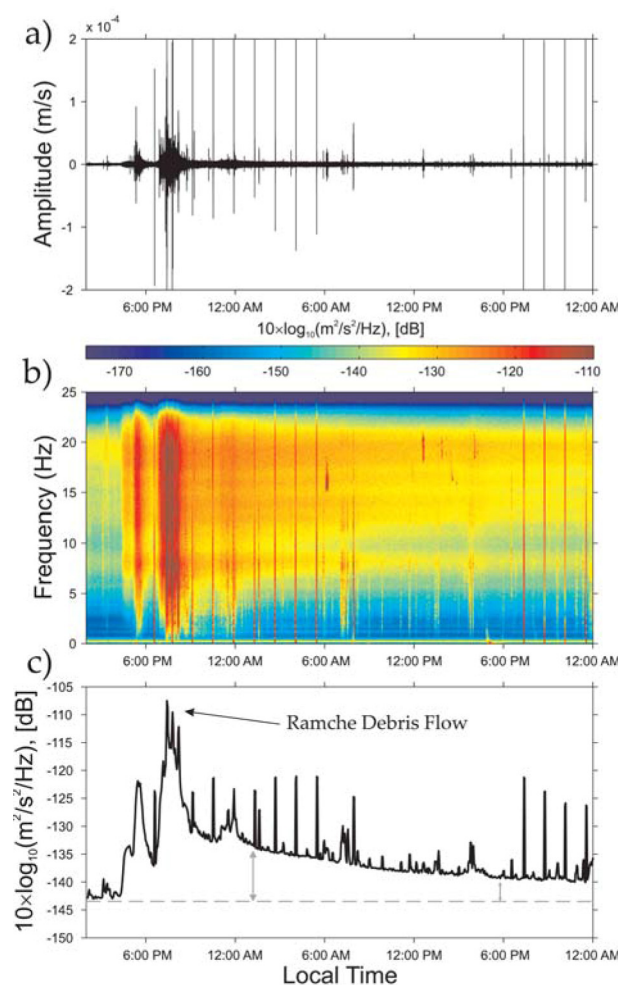 a)
x 10⁻⁴
2
1
0
-1
-2
Amplitude (m/s)
6:00 PM 12:00 AM 6:00 AM 12:00 PM 6:00 PM 12:00 AM
10×log₁₀(m²/s²/Hz), [dB]
-170 -160 -150 -140 -130 -120 -110
b)
25
20
15
10
5
0
Frequency (Hz)
6:00 PM 12:00 AM 6:00 AM 12:00 PM 6:00 PM 12:00 AM
c)
-105
-110
-115
-120
-125
-130
-135
-140
-145
-150
10×log₁₀(m²/s²/Hz), [dB]
Ramche Debris Flow
6:00 PM 12:00 AM 6:00 AM 12:00 PM 6:00 PM 12:00 AM
Local Time